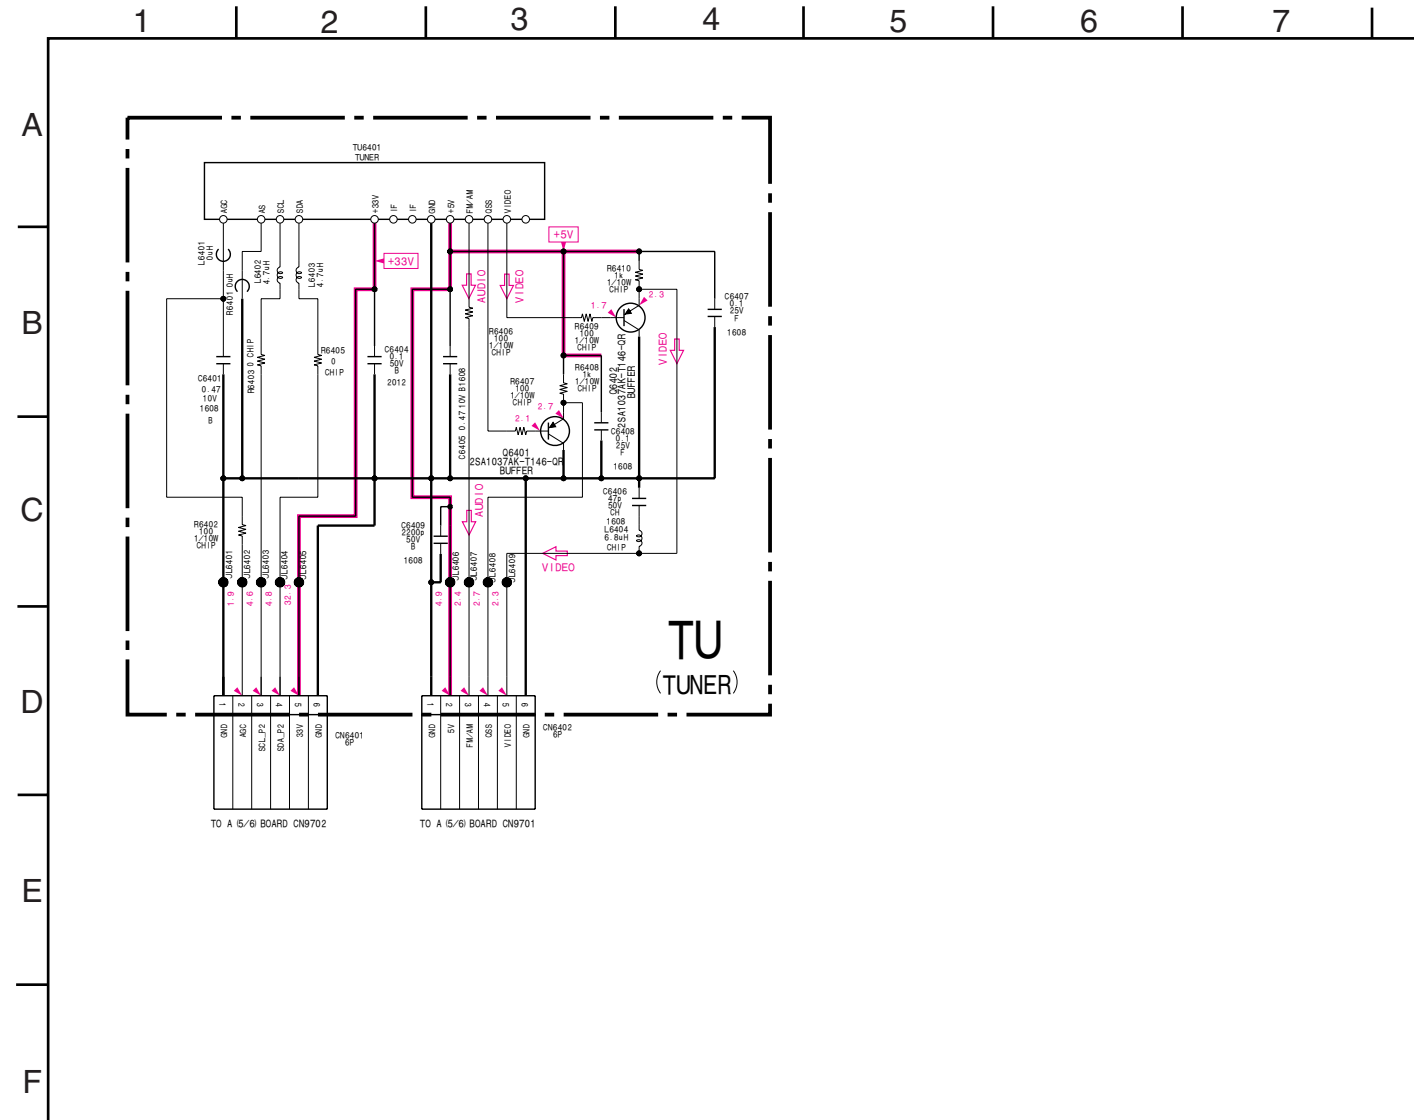 1 2 3 4 5 6 7
A
B
C
D
E
F
TU6401
TUNER
AGC
AS
SCL
SDA
+33V
IF
IF
GND
+5V
FM/AM
QSS
VIDEO
L6401
0uH
R6401 0uH
L6402
4.7uH
L6403
4.7uH
+33V
+5V
AUDIO
VIDEO
R6410
1k
1/10W
CHIP
2.3
1.7
C6407
0.1
25V
F
1608
R6409
100
1/10W
CHIP
VIDEO
R6406
100
1/10W
CHIP
R6405
0
CHIP
R6403 0 CHIP
C6404
0.1
50V
B
2012
C6401
0.47
10V
1608
B
C6405 0.47 10V B 1608
R6407
100
1/10W
CHIP
R6408
1k
1/10W
CHIP
Q6402
2SA1037AK-T146-QR
BUFFER
2.7
2.1
Q6401
2SA1037AK-T146-QR
BUFFER
C6408
0.1
25V
F
1608
C6406
47p
50V
CH
1608
L6404
6.8uH
CHIP
AUDIO
R6402
100
1/10W
CHIP
C6409
2200p
50V
B
1608
VIDEO
JL6401
JL6402
JL6403
JL6404
JL6405
JL6406
JL6407
JL6408
JL6409
1.9
4.6
4.8
32.3
4.9
2.4
2.7
2.3
TU
(TUNER)
1 2 3 4 5 6
GND
AGC
SCL_P2
SDA_P2
33V
GND
CN6401
6P
1 2 3 4 5 6
GND
5V
FM/AM
QSS
VIDEO
GND
CN6402
6P
TO A (5/6) BOARD CN9702
TO A (5/6) BOARD CN9701